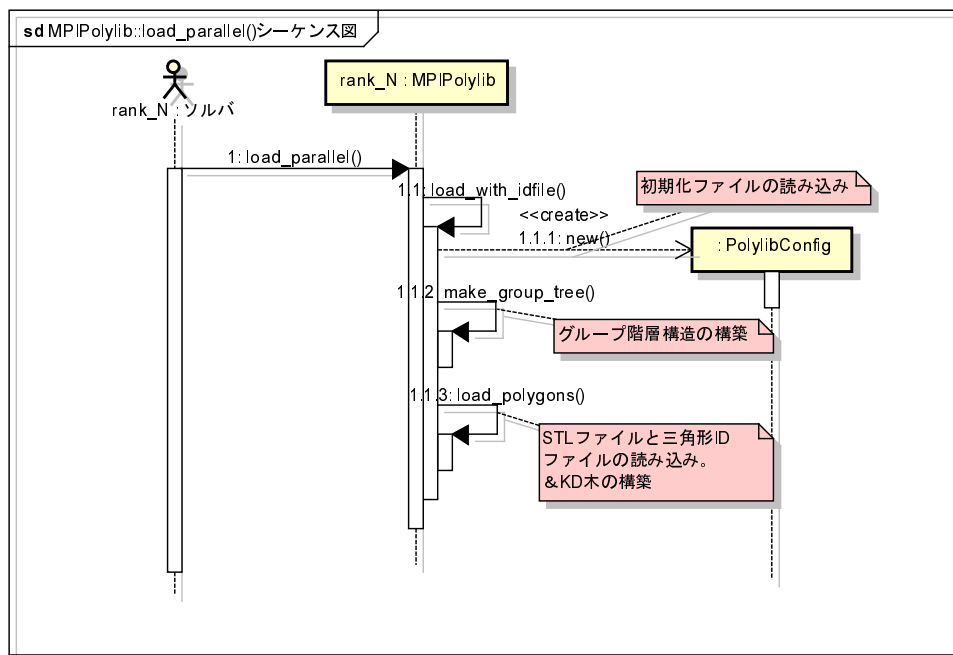 sd MPIPolylib::load_parallel()シーケンス図
rank_N : ソルバ
rank_N : MPIPolylib
1: load_parallel()
1.1: load_with_idfile()
初期化ファイルの読み込み
<<create>>
1.1.1: new()
: PolylibConfig
1.1.2: make_group_tree()
グループ階層構造の構築
1.1.3: load_polygons()
STLファイルと三角形ID
ファイルの読み込み。
&KD木の構築